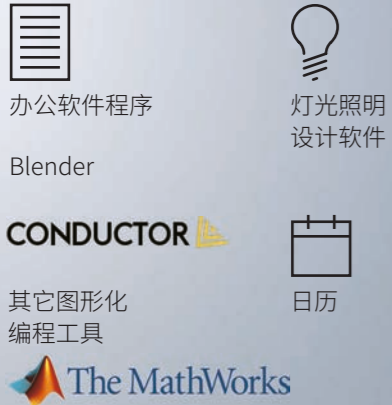 办公软件程序
灯光照明
设计软件
Blender
CONDUCTOR
其它图形化
编程工具
日历
The MathWorks